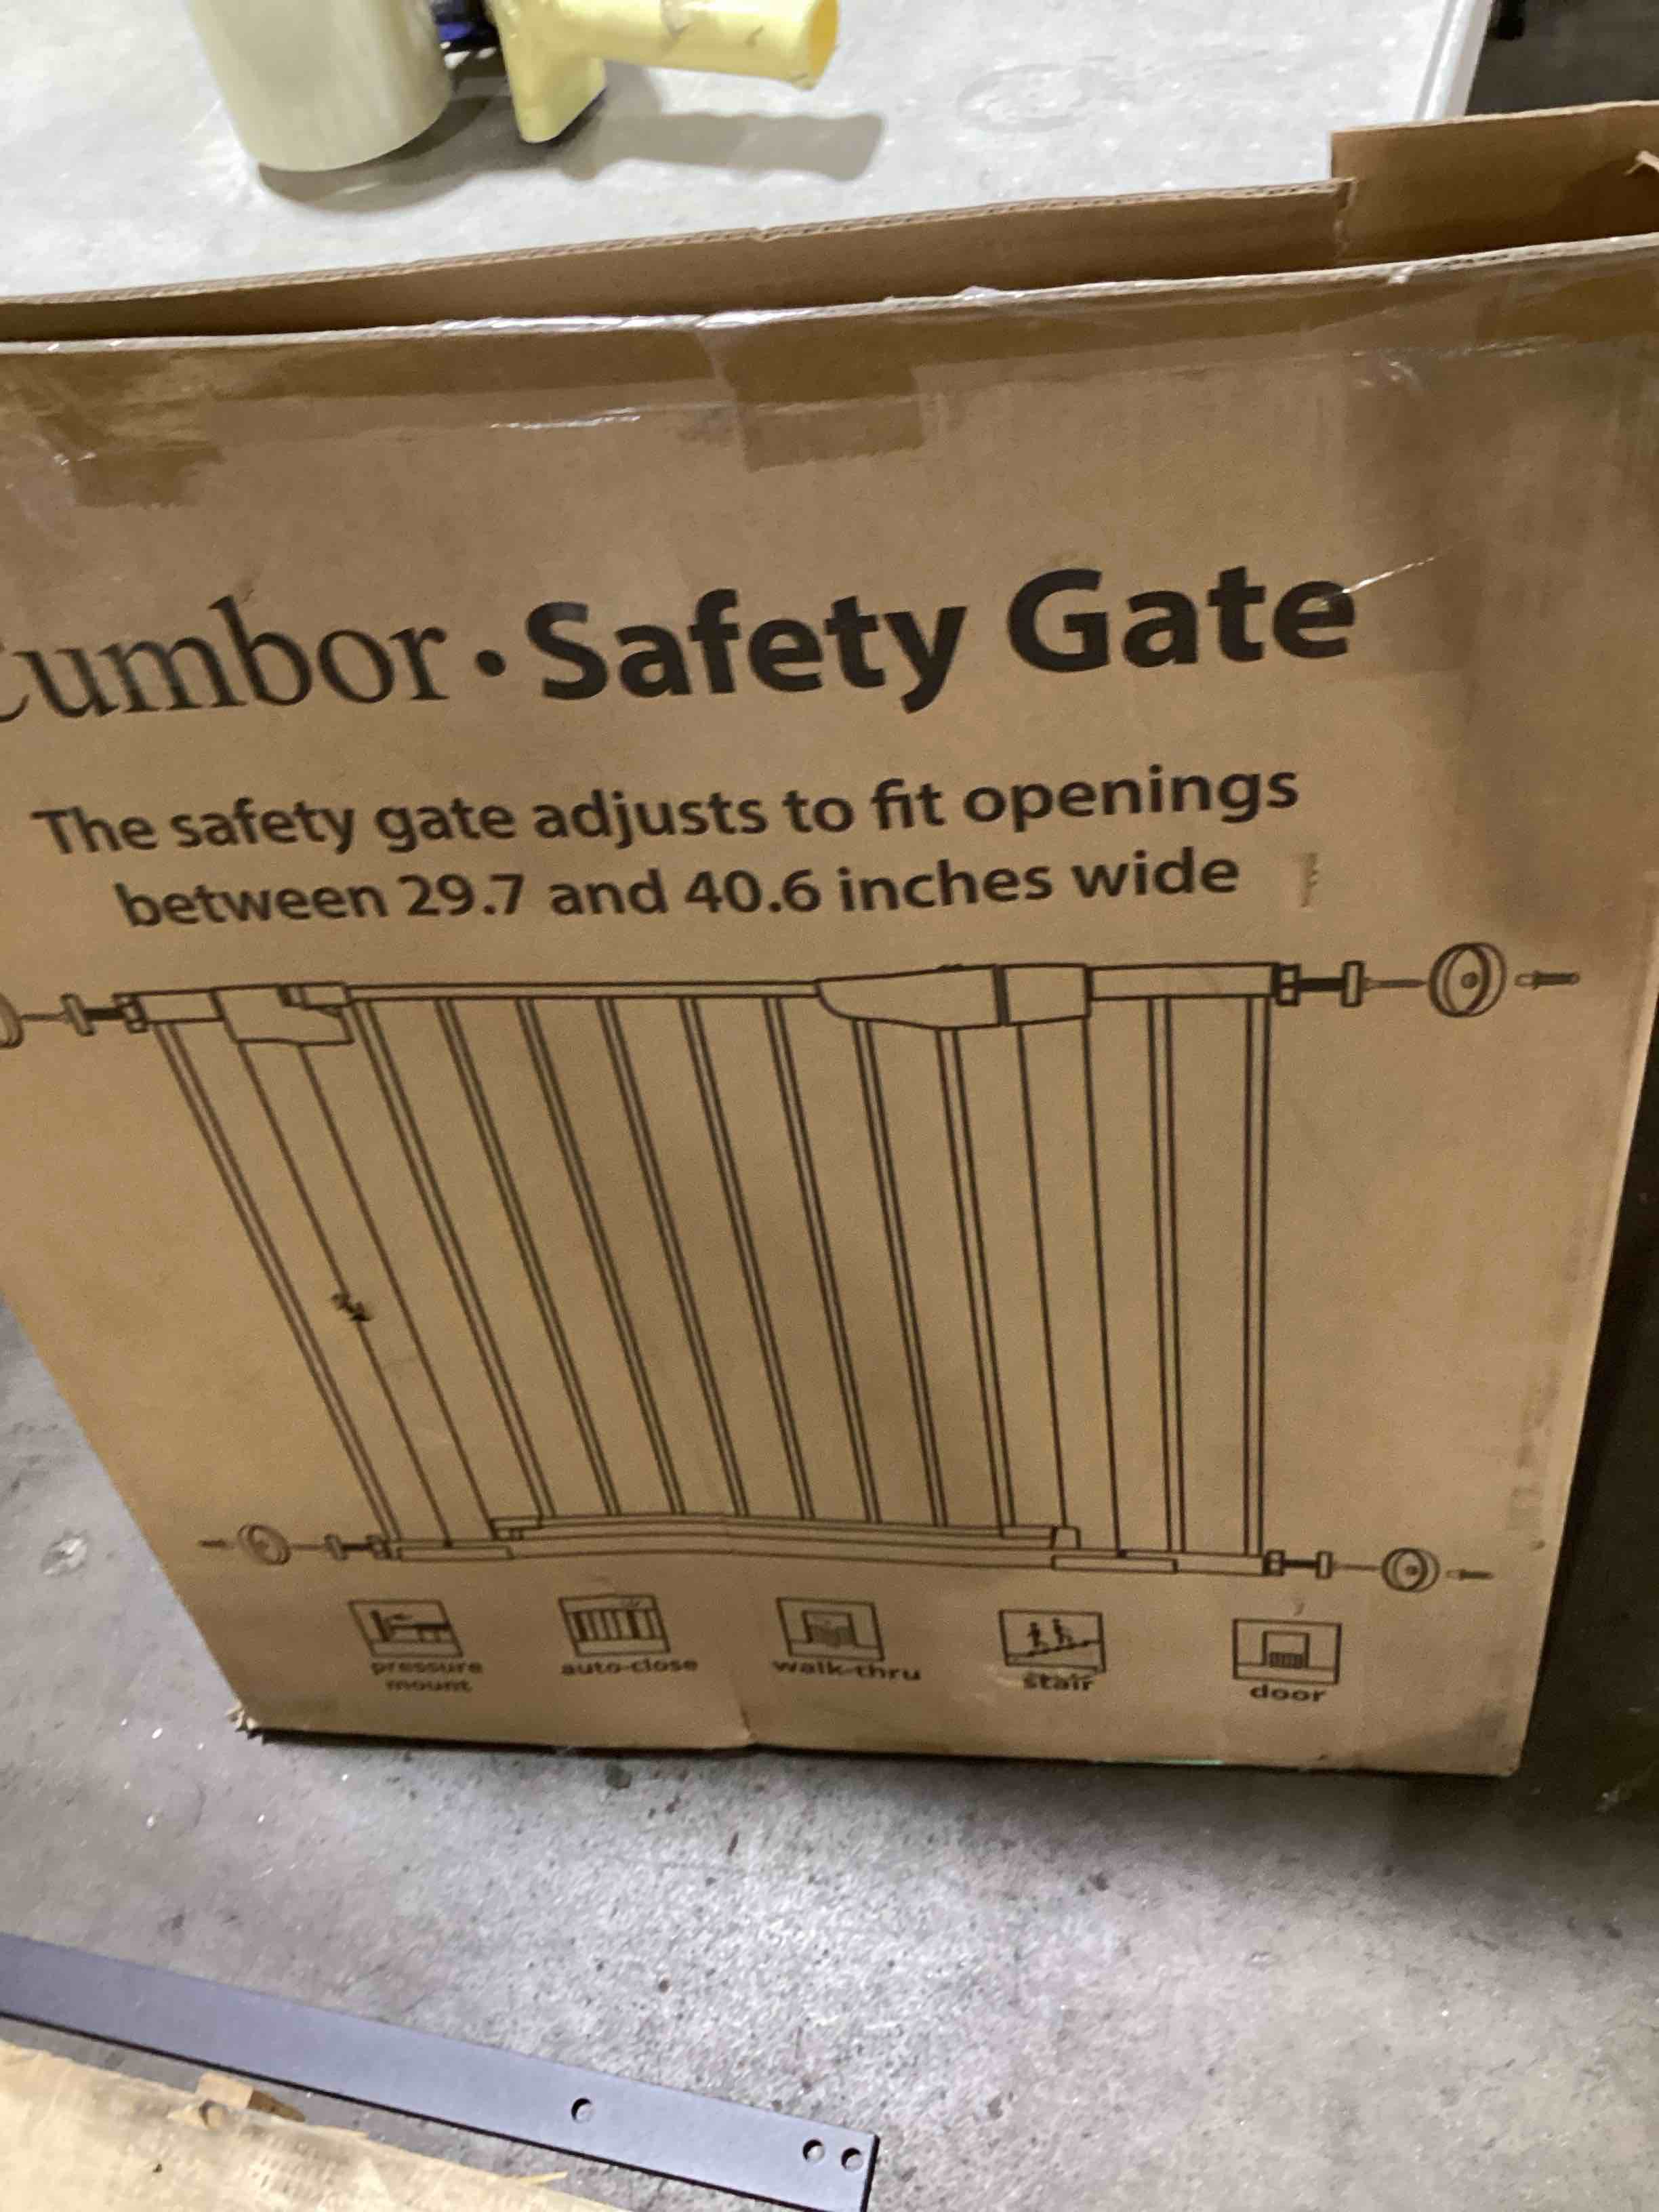 Cumbor • Safety Gate
The safety gate adjusts to fit openings
between 29.7 and 40.6 inches wide
pressure
mount
auto-close
walk-thru
stair
door